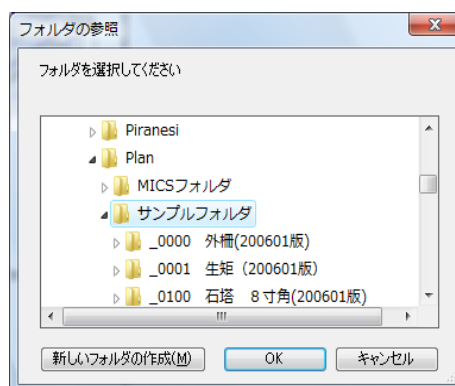 フォルダの参照
フォルダを選択してください
Piranesi
Plan
MICSフォルダ
サンプルフォルダ
_0000　外柵(200601版)
_0001　生矩（200601版）
_0100　石塔　８寸角(200601版)
新しいフォルダの作成(M)
OK
キャンセル